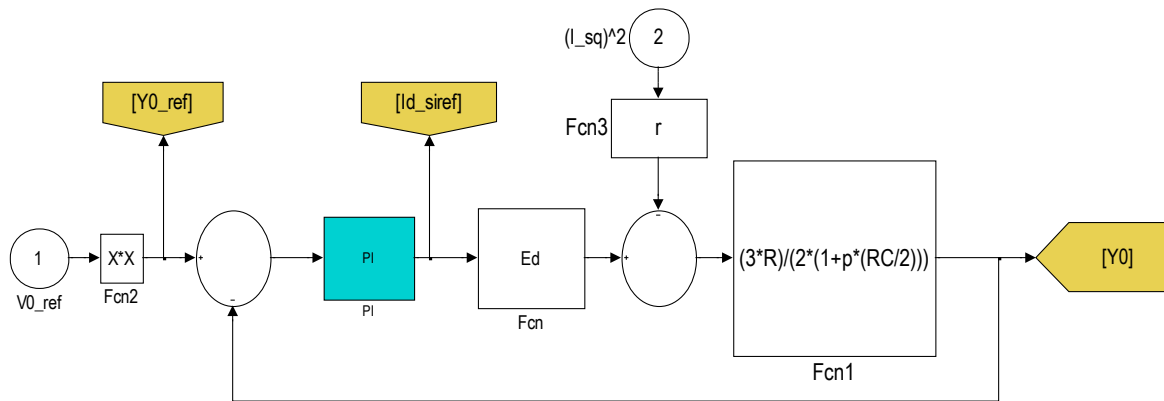 (I_sq)^2
2
[Y0_ref]
[Id_siref]
Fcn3
r
1
V0_ref
X*X
Fcn2
+
-
PI
PI
Ed
Fcn
-
+
(3*R)/(2*(1+p*(RC/2)))
Fcn1
[Y0]